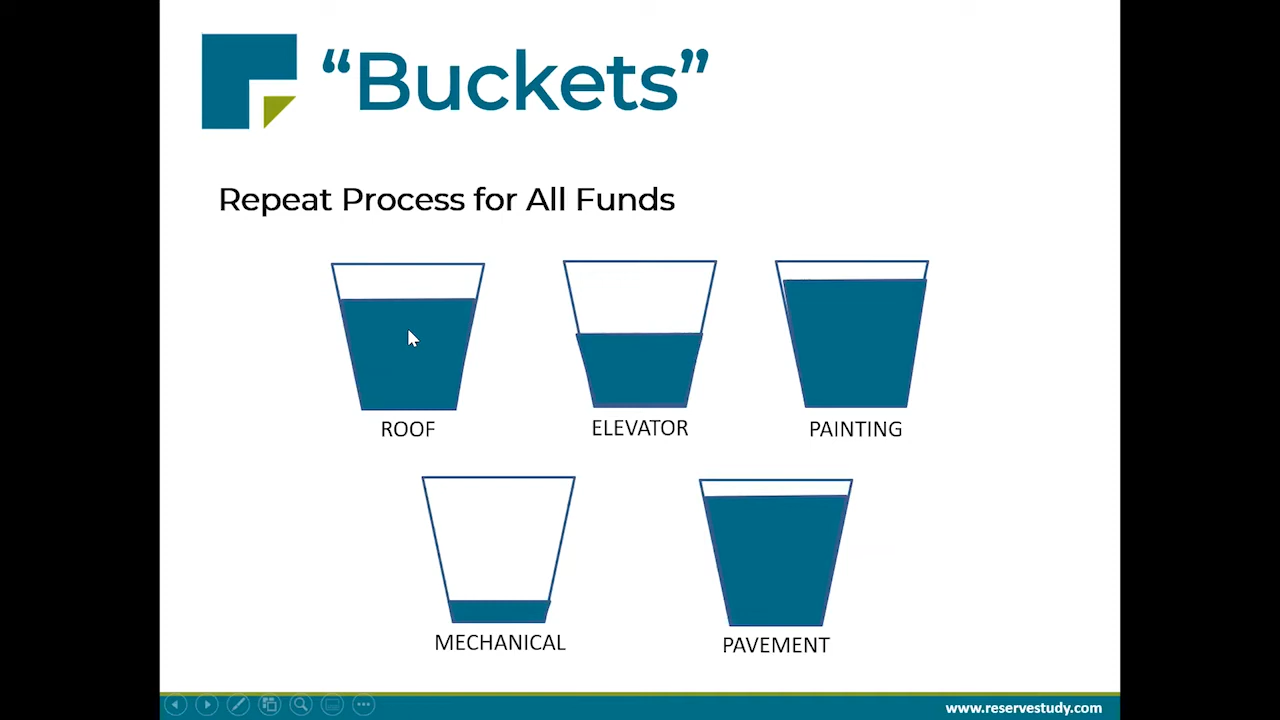 “Buckets”
Repeat Process for All Funds
ROOF
ELEVATOR
PAINTING
MECHANICAL
PAVEMENT
www.reservestudy.com